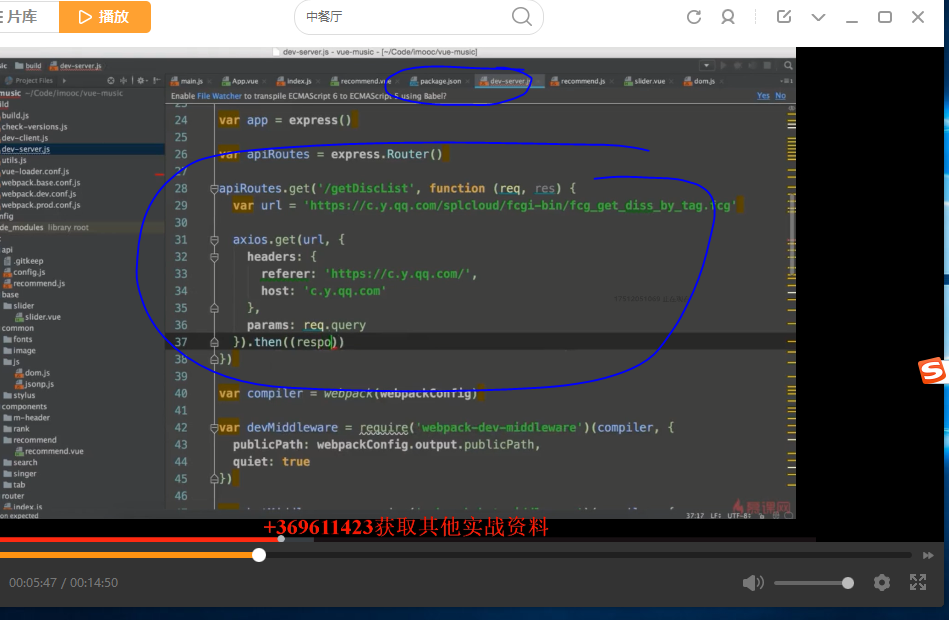 片库
播放
中餐厅
dev-server.js - vue-music - [~/Code/imooc/vue-music]
build dev-server.js
Project Files
main.js App.vue index.js recommend.vue package.json dev-server.js recommend.js slider.vue dom.js
music ~/Code/imooc/vue-music
Enable File Watcher to transpile ECMAScript 6 to ECMAScript 5 using Babel? Yes No
build.js
check-versions.js
dev-client.js
dev-server.js
utils.js
vue-loader.conf.js
webpack.base.conf.js
webpack.dev.conf.js
webpack.prod.conf.js
nfig
de_modules library root
api
.gitkeep
config.js
recommend.js
base
slider
slider.vue
common
fonts
image
js
dom.js
jsonp.js
stylus
components
m-header
rank
recommend
recommend.vue
search
singer
tab
router
index.js
on expected
23
24 var app = express()
25
26 var apiRoutes = express.Router()
27
28 apiRoutes.get('/getDiscList', function (req, res) {
29 var url = 'https://c.y.qq.com/splcloud/fcgi-bin/fcg_get_diss_by_tag.fcg'
30
31 axios.get(url, {
32 headers: {
33 referer: 'https://c.y.qq.com/',
34 host: 'c.y.qq.com'
35 },
36 params: req.query
37 }).then((respo))
38 })
39
40 var compiler = webpack(webpackConfig)
41
42 var devMiddleware = require('webpack-dev-middleware')(compiler, {
43 publicPath: webpackConfig.output.publicPath,
44 quiet: true
45 })
46
慕课网
37:17 LF: UTF-8:
+369611423获取其他实战资料
00:05:47 / 00:14:50